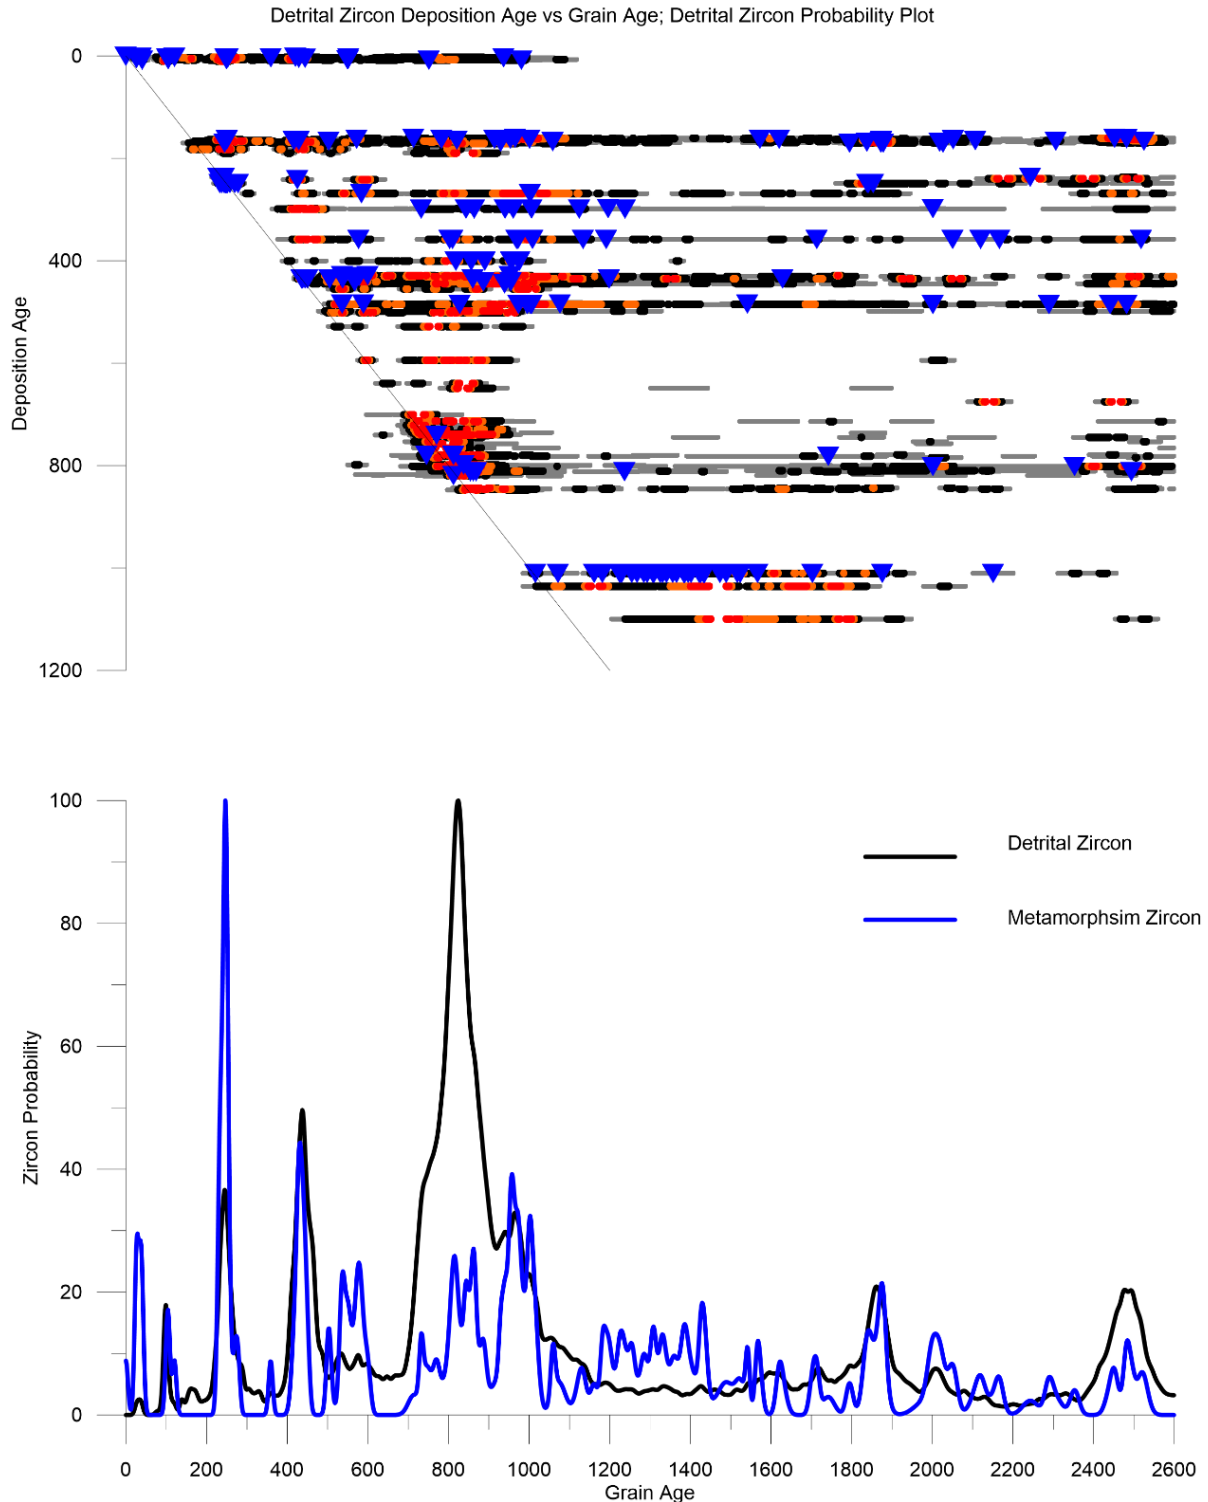 Detrital Zircon Deposition Age vs Grain Age; Detrital Zircon Probability Plot
0
400
800
1200
Deposition Age
100
80
60
40
20
0
Zircon Probability
Detrital Zircon
Metamorphsim Zircon
0 200 400 600 800 1000 1200 1400 1600 1800 2000 2200 2400 2600
Grain Age